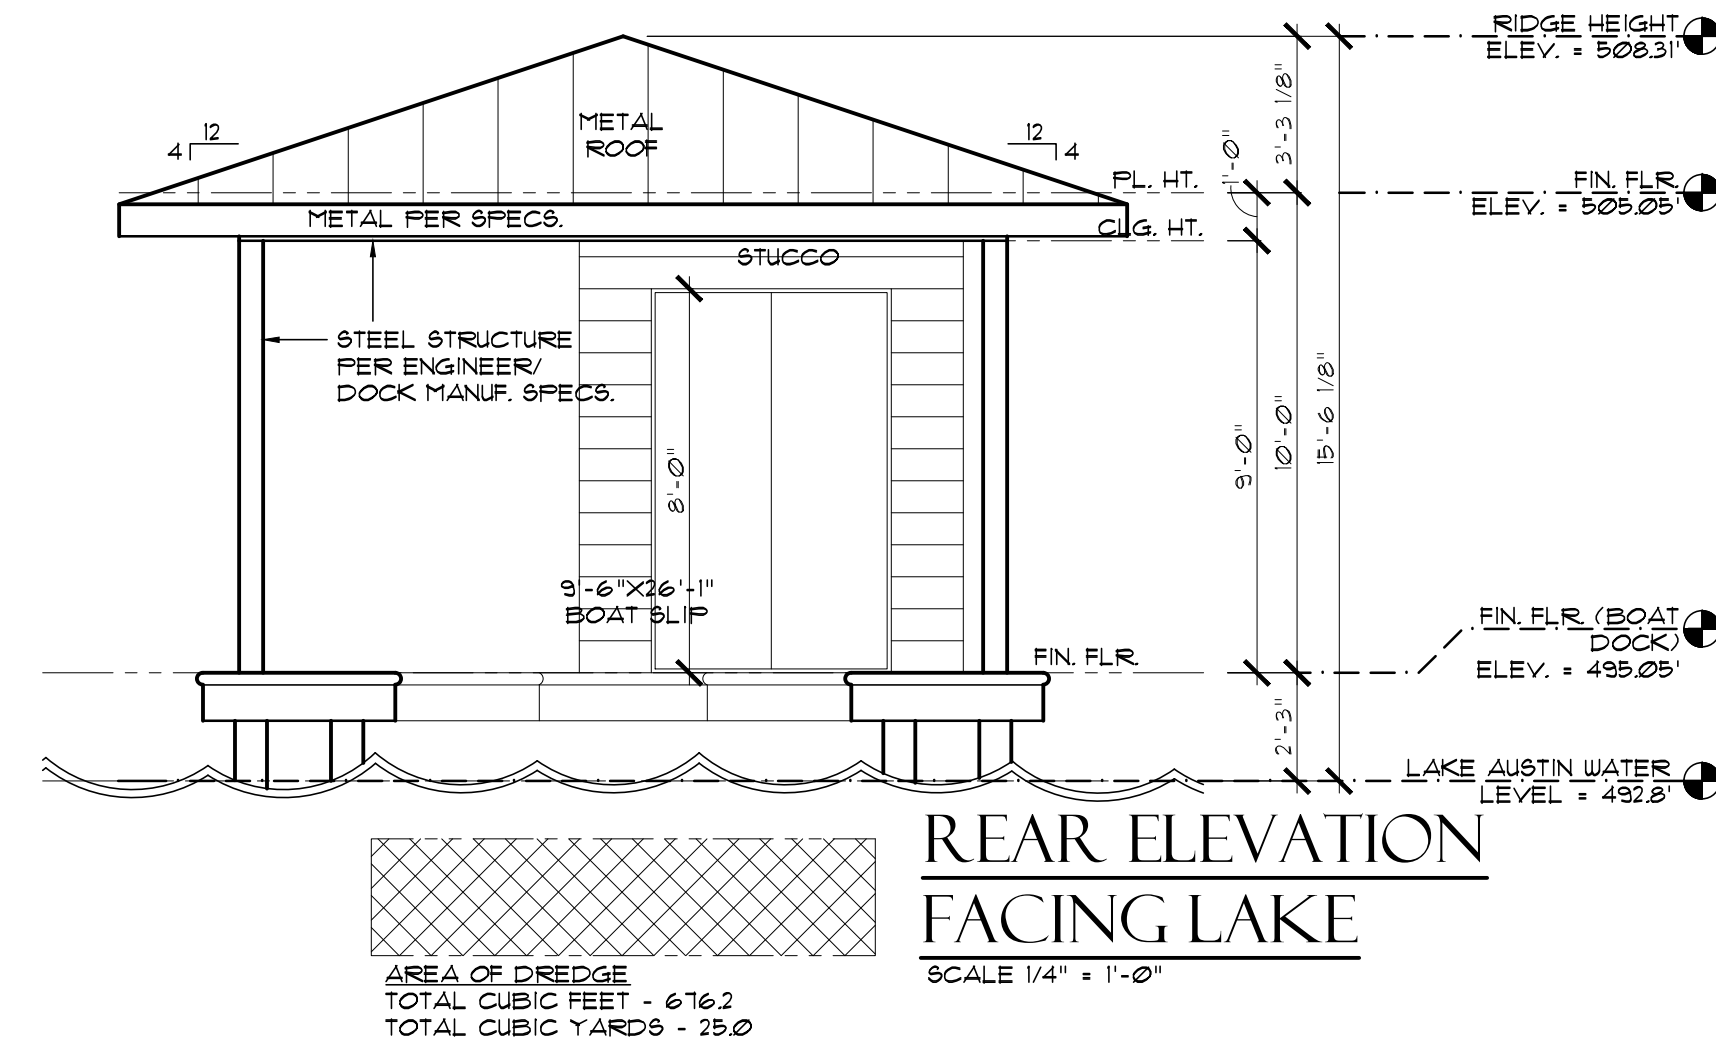 RIDGE HEIGHT
ELEV. = 508.31'
3'-3 1/8"
12
4
METAL
ROOF
12
4
1'-0"
PL. HT.
FIN. FLR.
ELEV. = 505.05'
METAL PER SPECS.
CLG. HT.
STUCCO
STEEL STRUCTURE
PER ENGINEER/
DOCK MANUF. SPECS.
8'-0"
9'-0"
10'-0"
15'-6 1/8"
9'-6"X26'-1"
BOAT SLIP
FIN. FLR.
FIN. FLR. (BOAT
DOCK)
ELEV. = 495.05'
2'-3"
LAKE AUSTIN WATER
LEVEL = 492.8'
REAR ELEVATION
FACING LAKE
SCALE 1/4" = 1'-0"
AREA OF DREDGE
TOTAL CUBIC FEET - 676.2
TOTAL CUBIC YARDS - 25.0